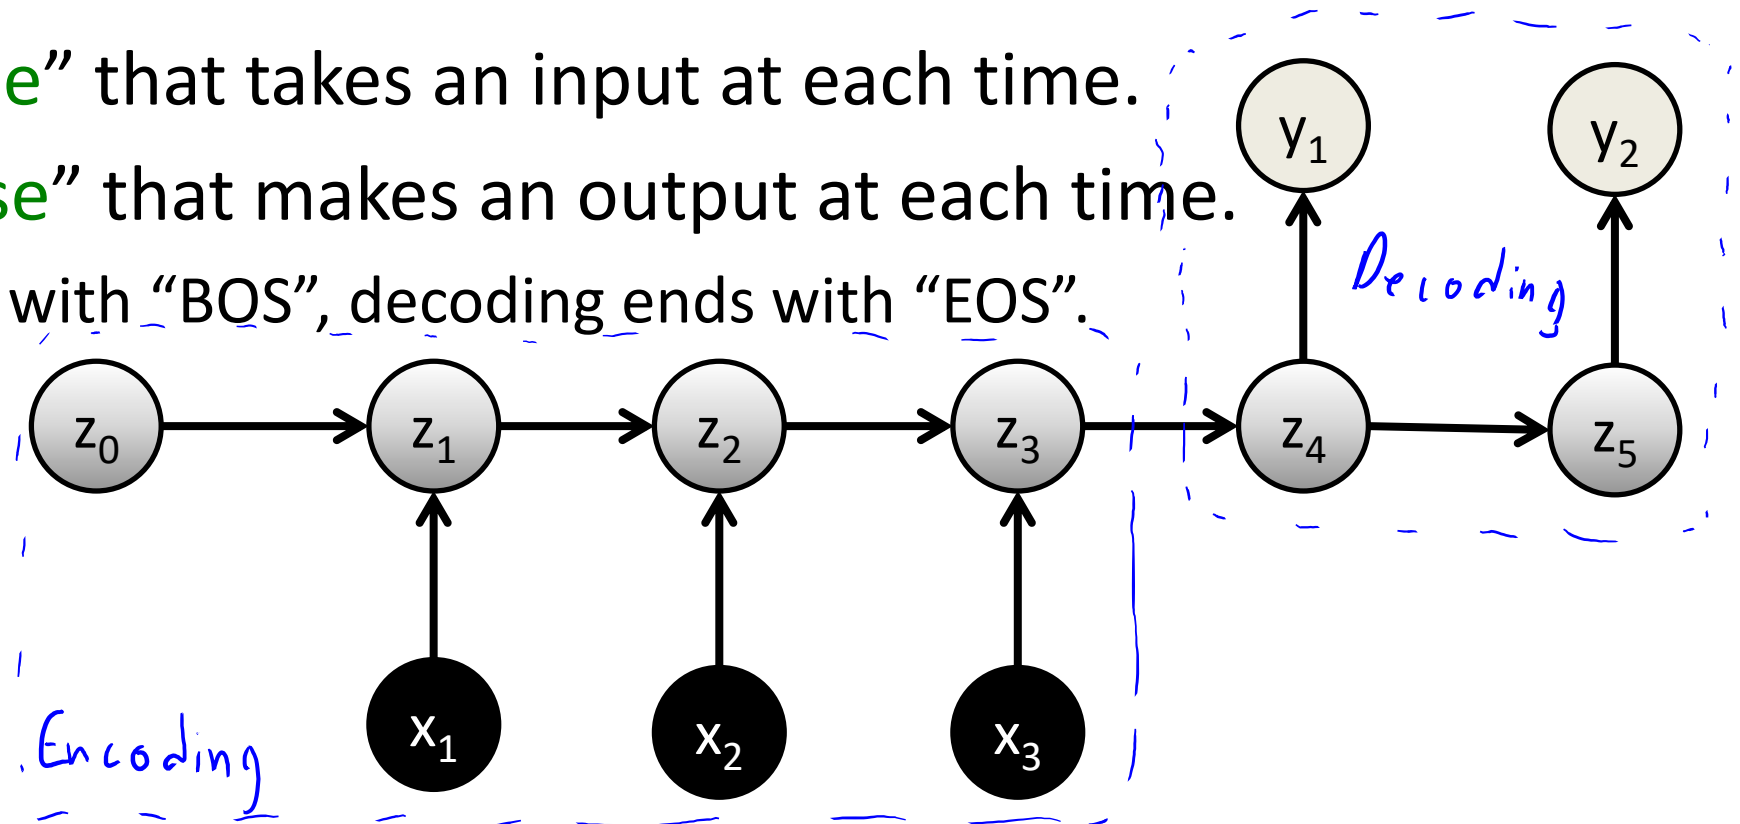 e” that takes an input at each time.
se” that makes an output at each time.
with “BOS”, decoding ends with “EOS”.
y1 y2
Decoding
z0 z1 z2 z3 z4 z5
x1 x2 x3
Encoding